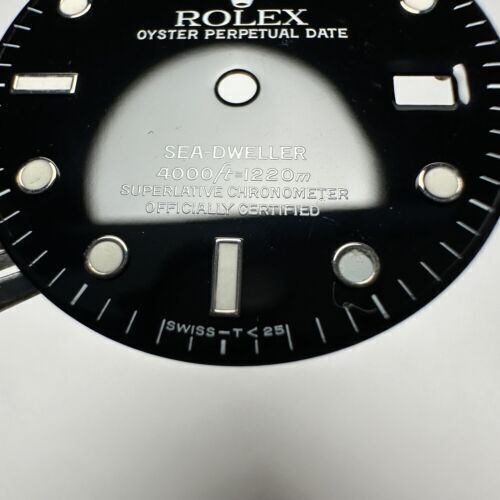 ROLEX
OYSTER PERPETUAL DATE
SEA-DWELLER
4000ft=1220m
SUPERLATIVE CHRONOMETER
OFFICIALLY CERTIFIED
SWISS-T<25